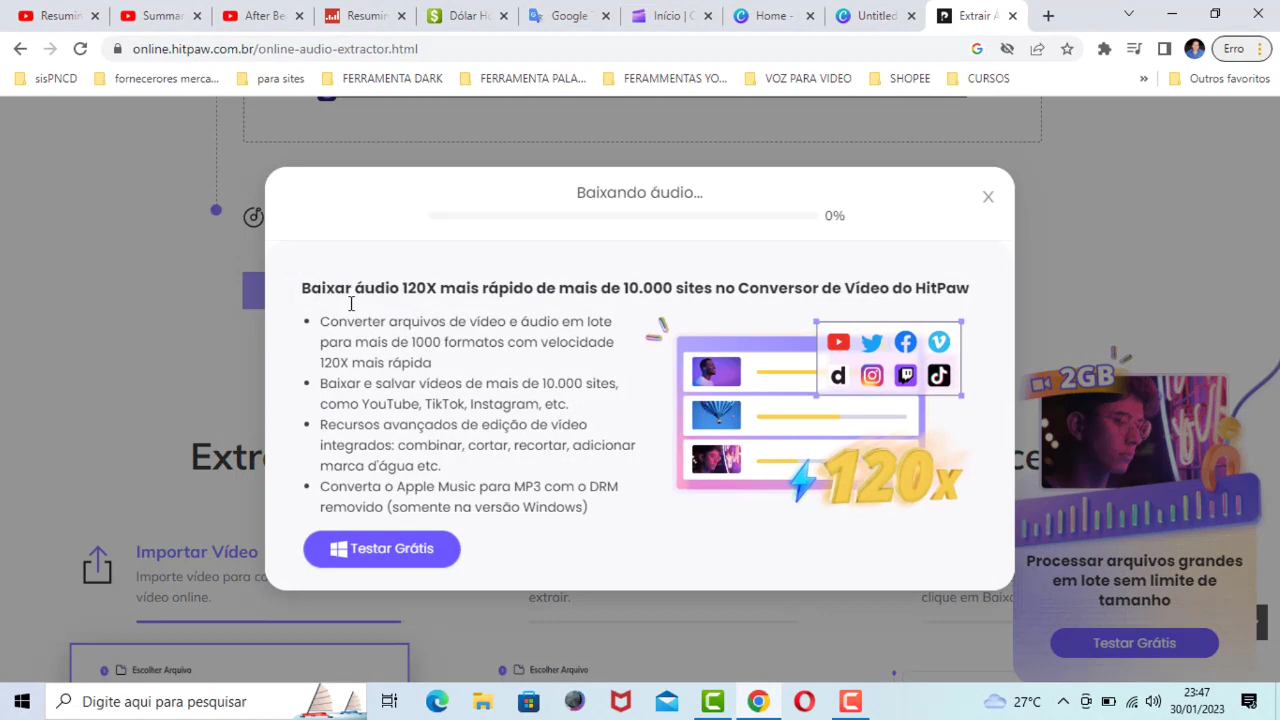 Resumin
Summar
After Be
Resumin
Dólar H
Google
Início | C
Home -
Untitled
Extrair Á
online.hitpaw.com.br/online-audio-extractor.html
Erro
sisPNCD
fornecerores merca...
para sites
FERRAMENTA DARK
FERRAMENTA PALA...
FERAMMENTAS YO...
VOZ PARA VIDEO
SHOPEE
CURSOS
»
Outros favoritos
Baixando áudio...
0%
Baixar áudio 120X mais rápido de mais de 10.000 sites no Conversor de Vídeo do HitPaw
• Converter arquivos de vídeo e áudio em lote
para mais de 1000 formatos com velocidade
120X mais rápida
• Baixar e salvar vídeos de mais de 10.000 sites,
como YouTube, TikTok, Instagram, etc.
• Recursos avançados de edição de vídeo
integrados: combinar, cortar, recortar, adicionar
marca d'água etc.
• Converta o Apple Music para MP3 com o DRM
removido (somente na versão Windows)
120x
Testar Grátis
Extra
Importar Vídeo
Importe vídeo para co
vídeo online.
extrair.
clique em Baixa
Escolher Arquivo
Escolher Arquivo
2GB
Processar arquivos grandes
em lote sem limite de
tamanho
Testar Grátis
Digite aqui para pesquisar
27°C
23:47
30/01/2023